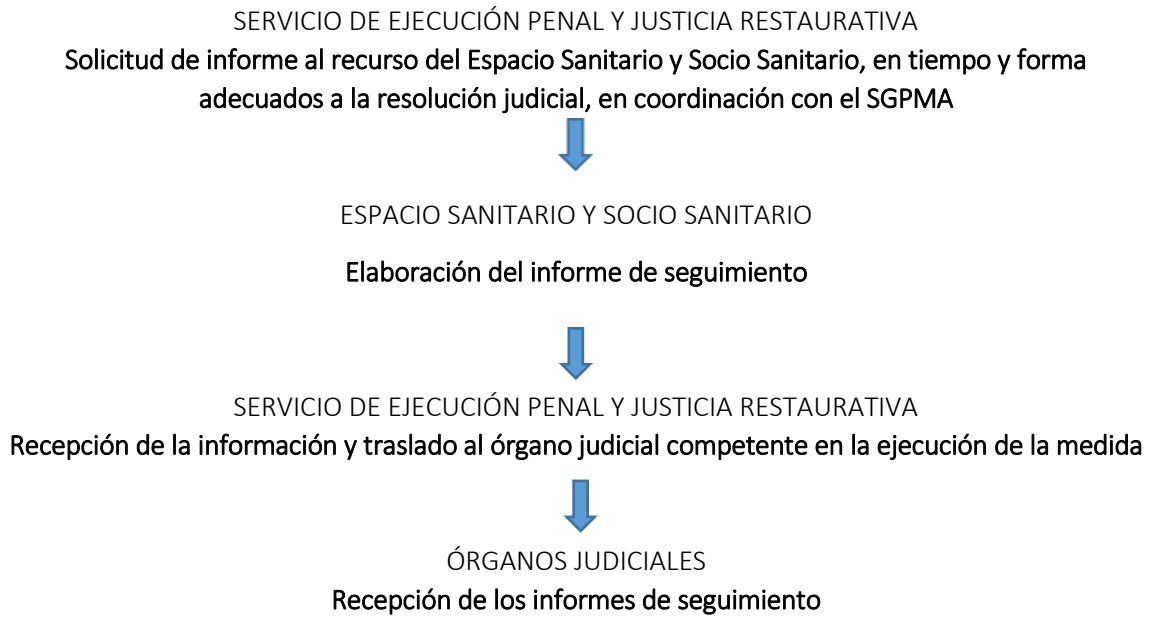 SERVICIO DE EJECUCIÓN PENAL Y JUSTICIA RESTAURATIVA
Solicitud de informe al recurso del Espacio Sanitario y Socio Sanitario, en tiempo y forma
adecuados a la resolución judicial, en coordinación con el SGPMA
ESPACIO SANITARIO Y SOCIO SANITARIO
Elaboración del informe de seguimiento
SERVICIO DE EJECUCIÓN PENAL Y JUSTICIA RESTAURATIVA
Recepción de la información y traslado al órgano judicial competente en la ejecución de la medida
ÓRGANOS JUDICIALES
Recepción de los informes de seguimiento